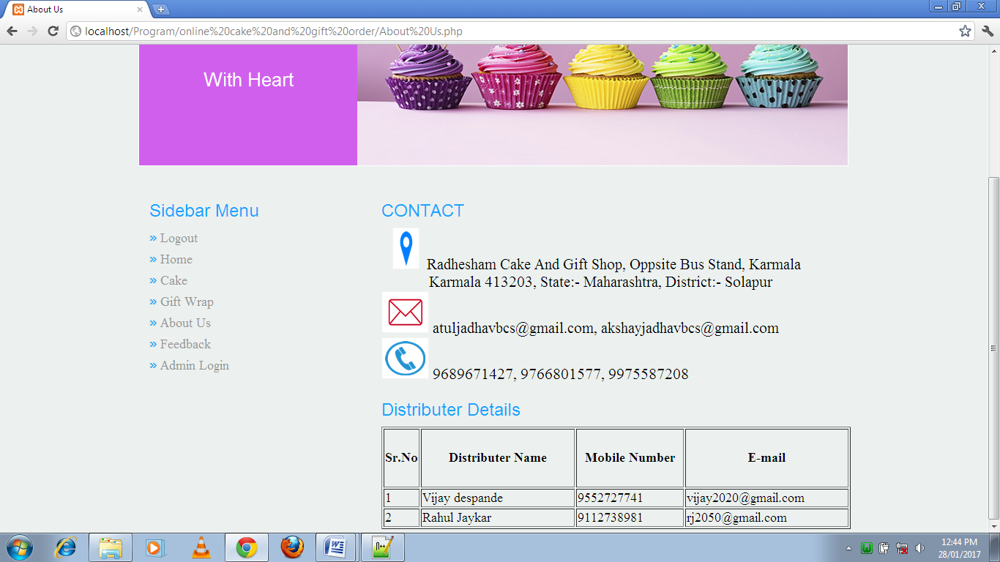 About Us
localhost/Program/online%20cake%20and%20gift%20order/About%20Us.php
With Heart
Sidebar Menu
» Logout
» Home
» Cake
» Gift Wrap
» About Us
» Feedback
» Admin Login
CONTACT
Radhesham Cake And Gift Shop, Oppsite Bus Stand, Karmala
Karmala 413203, State:- Maharashtra, District:- Solapur
atuljadhavbcs@gmail.com, akshayjadhavbcs@gmail.com
9689671427, 9766801577, 9975587208
Distributer Details
Sr.No Distributer Name Mobile Number E-mail
1 Vijay despande 9552727741 vijay2020@gmail.com
2 Rahul Jaykar 9112738981 rj2050@gmail.com
12:44 PM
28/01/2017